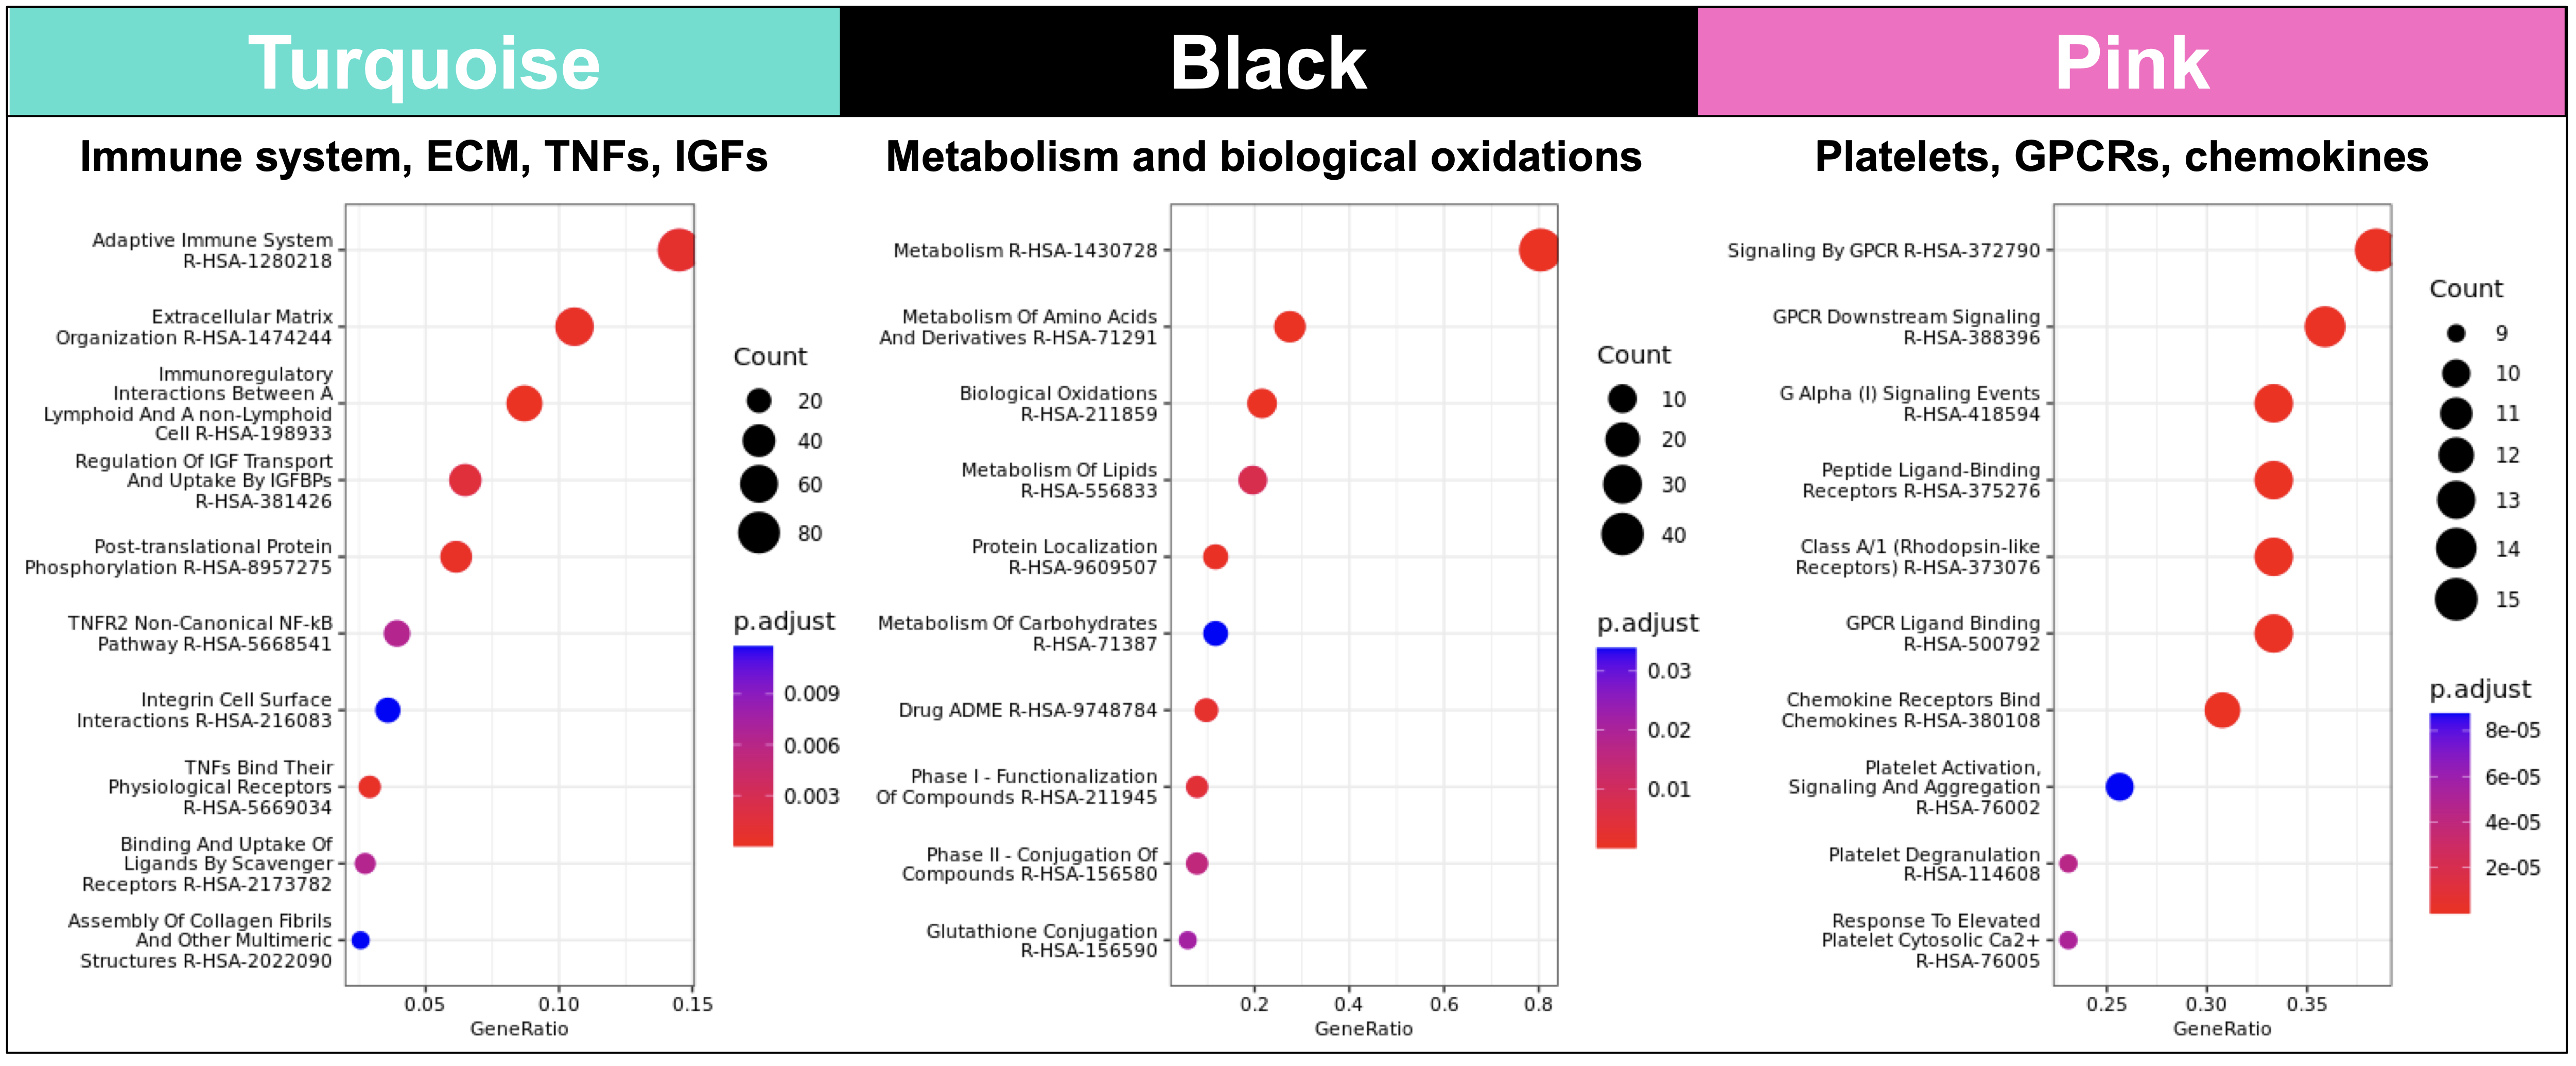 Turquoise
Black
Pink
Immune system, ECM, TNFs, IGFs
Adaptive Immune System
R-HSA-1280218
Extracellular Matrix
Organization R-HSA-1474244
Immunoregulatory
Interactions Between A
Lymphoid And A non-Lymphoid
Cell R-HSA-198933
Regulation Of IGF Transport
And Uptake By IGFBPs
R-HSA-381426
Post-translational Protein
Phosphorylation R-HSA-8957275
TNFR2 Non-Canonical NF-kB
Pathway R-HSA-5668541
Integrin Cell Surface
Interactions R-HSA-216083
TNFs Bind Their
Physiological Receptors
R-HSA-5669034
Binding And Uptake Of
Ligands By Scavenger
Receptors R-HSA-2173782
Assembly Of Collagen Fibrils
And Other Multimeric
Structures R-HSA-2022090
0.05
0.10
0.15
GeneRatio
Count
20
40
60
80
p.adjust
0.009
0.006
0.003
Metabolism and biological oxidations
Metabolism R-HSA-1430728
Metabolism Of Amino Acids
And Derivatives R-HSA-71291
Biological Oxidations
R-HSA-211859
Metabolism Of Lipids
R-HSA-556833
Protein Localization
R-HSA-9609507
Metabolism Of Carbohydrates
R-HSA-71387
Drug ADME R-HSA-9748784
Phase I - Functionalization
Of Compounds R-HSA-211945
Phase II - Conjugation Of
Compounds R-HSA-156580
Glutathione Conjugation
R-HSA-156590
0.2
0.4
0.6
0.8
GeneRatio
Count
10
20
30
40
p.adjust
0.03
0.02
0.01
Platelets, GPCRs, chemokines
Signaling By GPCR R-HSA-372790
GPCR Downstream Signaling
R-HSA-388396
G Alpha (I) Signaling Events
R-HSA-418594
Peptide Ligand-Binding
Receptors R-HSA-375276
Class A/1 (Rhodopsin-like
Receptors) R-HSA-373076
GPCR Ligand Binding
R-HSA-500792
Chemokine Receptors Bind
Chemokines R-HSA-380108
Platelet Activation,
Signaling And Aggregation
R-HSA-76002
Platelet Degranulation
R-HSA-114608
Response To Elevated
Platelet Cytosolic Ca2+
R-HSA-76005
0.25
0.30
0.35
GeneRatio
Count
9
10
11
12
13
14
15
p.adjust
8e-05
6e-05
4e-05
2e-05